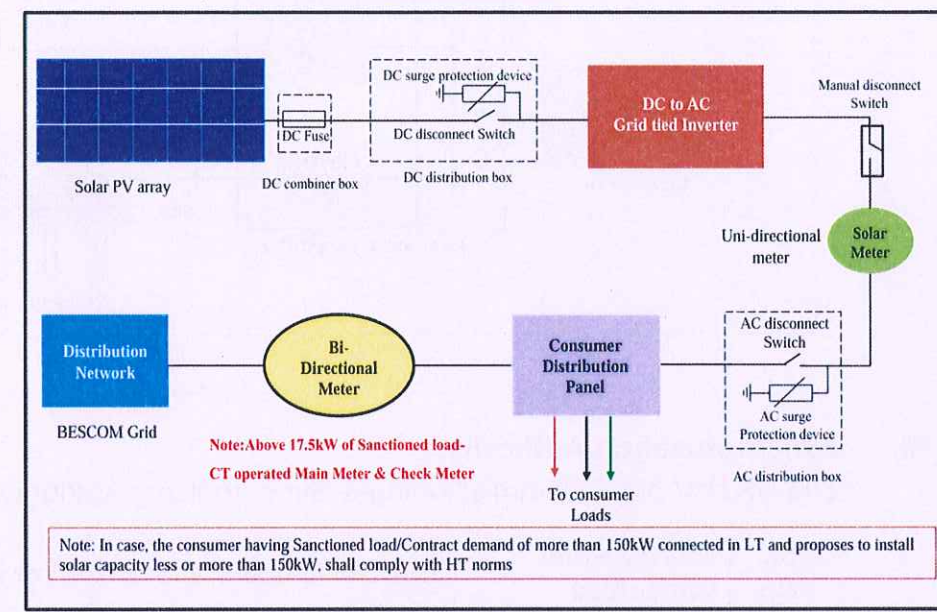 DC surge protection device
DC Fuse
DC disconnect Switch
DC to AC
Grid tied Inverter
Manual disconnect
Switch
Solar PV array
DC combiner box
DC distribution box
Uni-directional
meter
Solar
Meter
Distribution
Network
Bi-
Directional
Meter
Consumer
Distribution
Panel
AC disconnect
Switch
AC surge
Protection device
BESCOM Grid
Note:Above 17.5kW of Sanctioned load-
CT operated Main Meter & Check Meter
AC distribution box
To consumer
Loads
Note: In case, the consumer having Sanctioned load/Contract demand of more than 150kW connected in LT and proposes to install
solar capacity less or more than 150kW, shall comply with HT norms